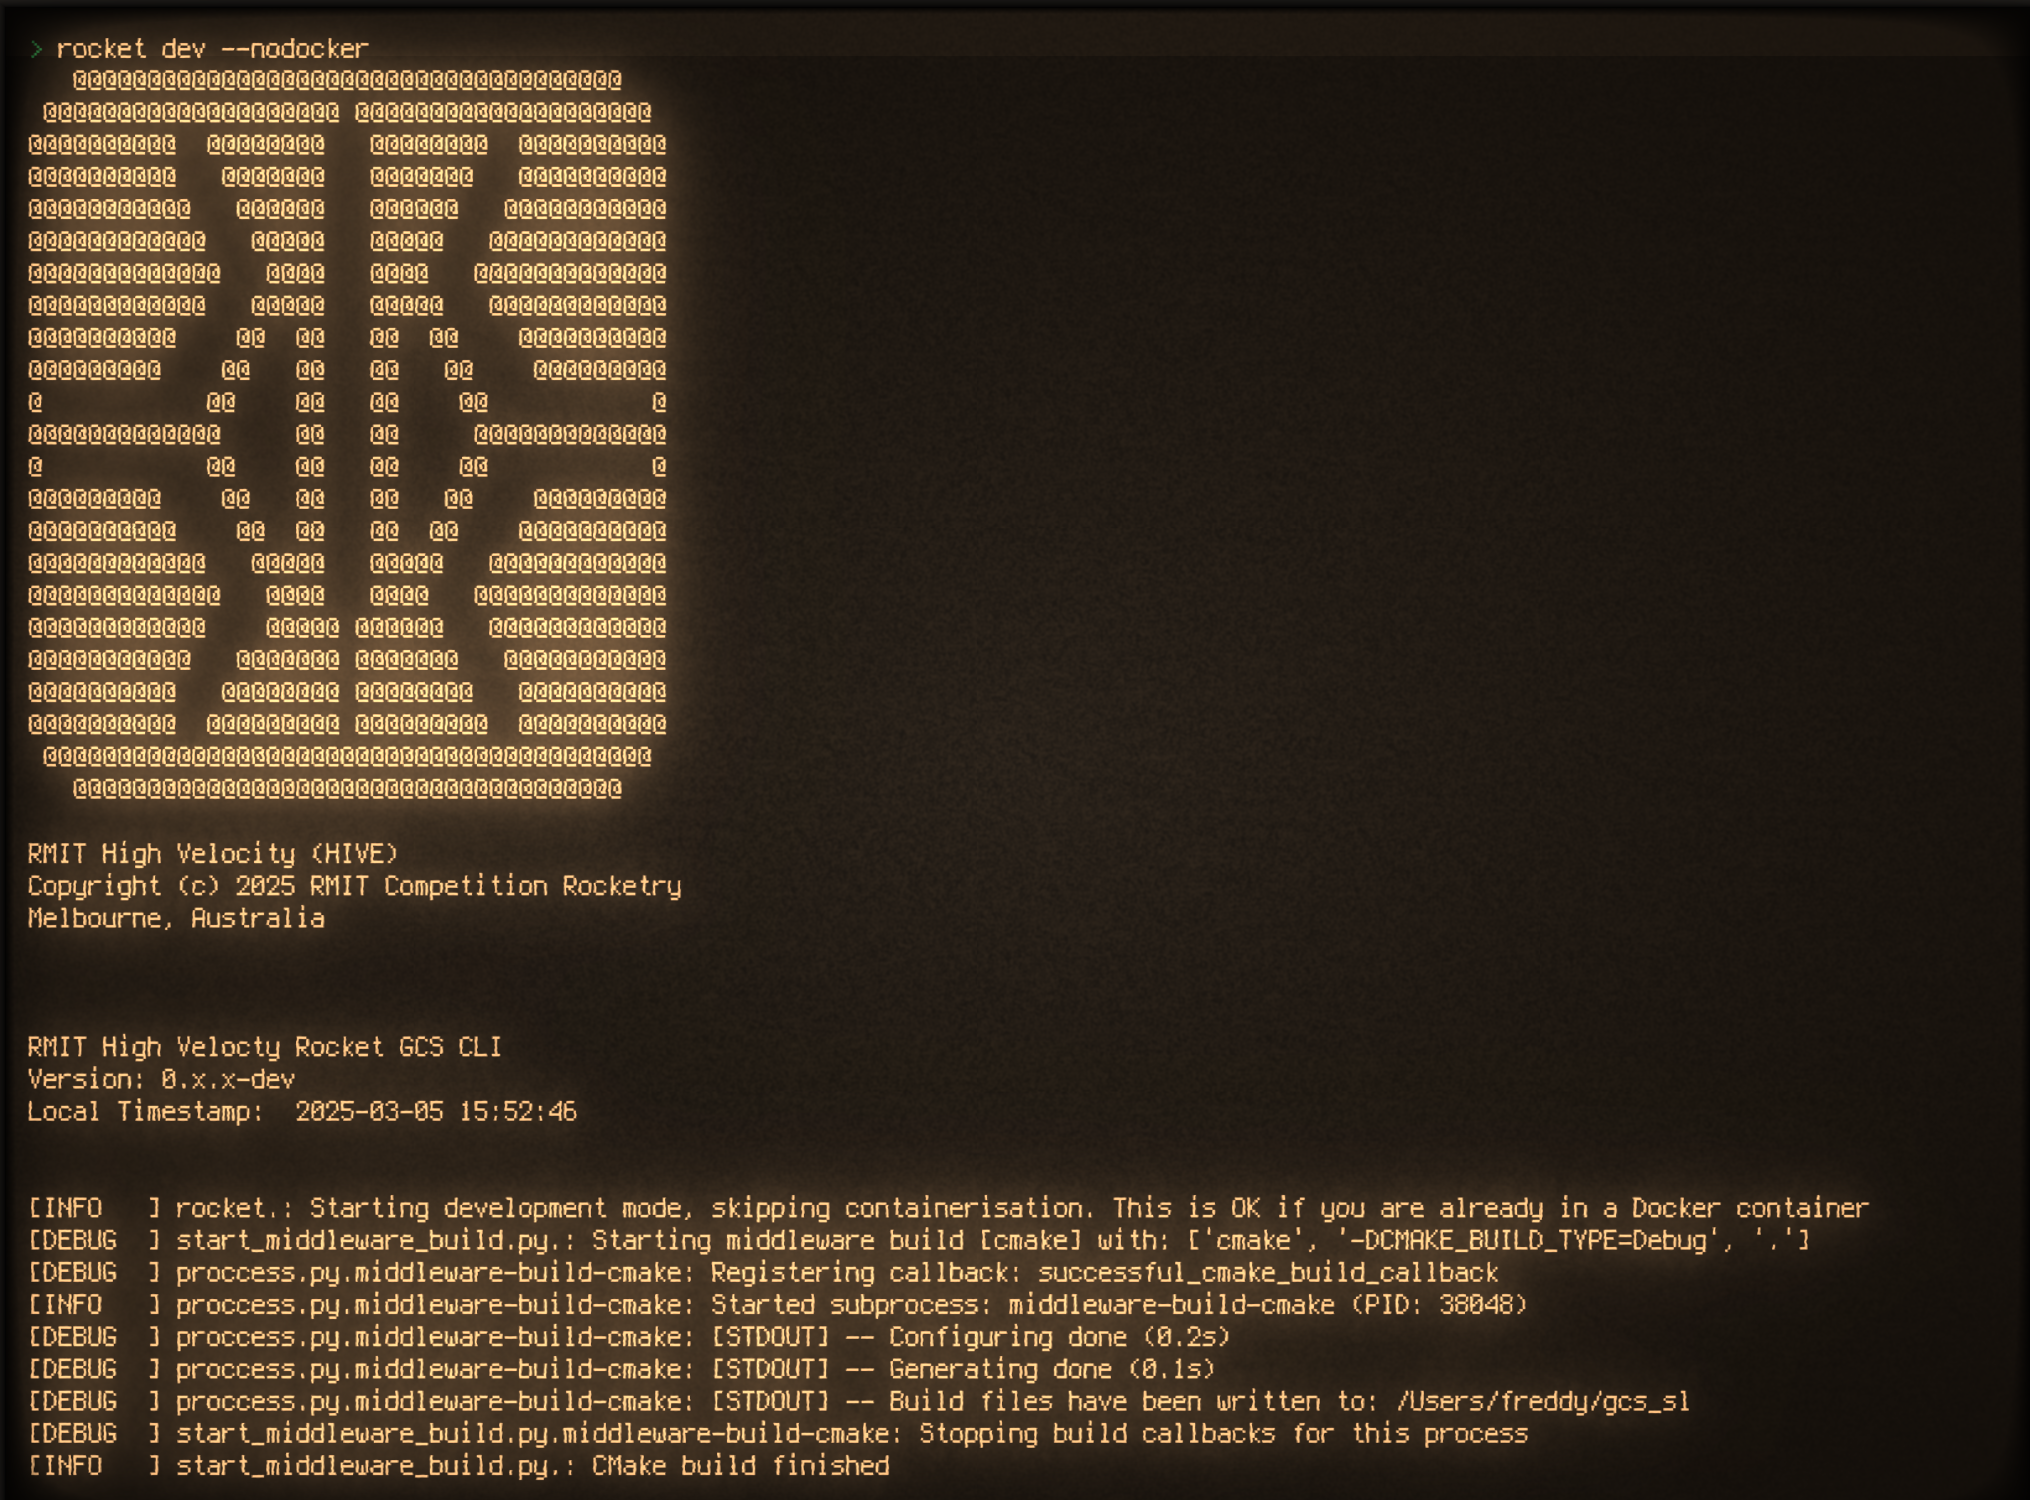 > rocket dev --nodocker
RMIT High Velocity (HIVE)
Copyright (c) 2025 RMIT Competition Rocketry
Melbourne, Australia
RMIT High Velocty Rocket GCS CLI
Version: 0.x.x-dev
Local Timestamp:  2025-03-05 15:52:46
[INFO   ] rocket.: Starting development mode, skipping containerisation. This is OK if you are already in a Docker container
[DEBUG  ] start_middleware_build.py.: Starting middleware build [cmake] with: ['cmake', '-DCMAKE_BUILD_TYPE=Debug', '.']
[DEBUG  ] proccess.py.middleware-build-cmake: Registering callback: successful_cmake_build_callback
[INFO   ] proccess.py.middleware-build-cmake: Started subprocess: middleware-build-cmake (PID: 38048)
[DEBUG  ] proccess.py.middleware-build-cmake: [STDOUT] -- Configuring done (0.2s)
[DEBUG  ] proccess.py.middleware-build-cmake: [STDOUT] -- Generating done (0.1s)
[DEBUG  ] proccess.py.middleware-build-cmake: [STDOUT] -- Build files have been written to: /Users/freddy/gcs_sl
[DEBUG  ] start_middleware_build.py.middleware-build-cmake: Stopping build callbacks for this process
[INFO   ] start_middleware_build.py.: CMake build finished